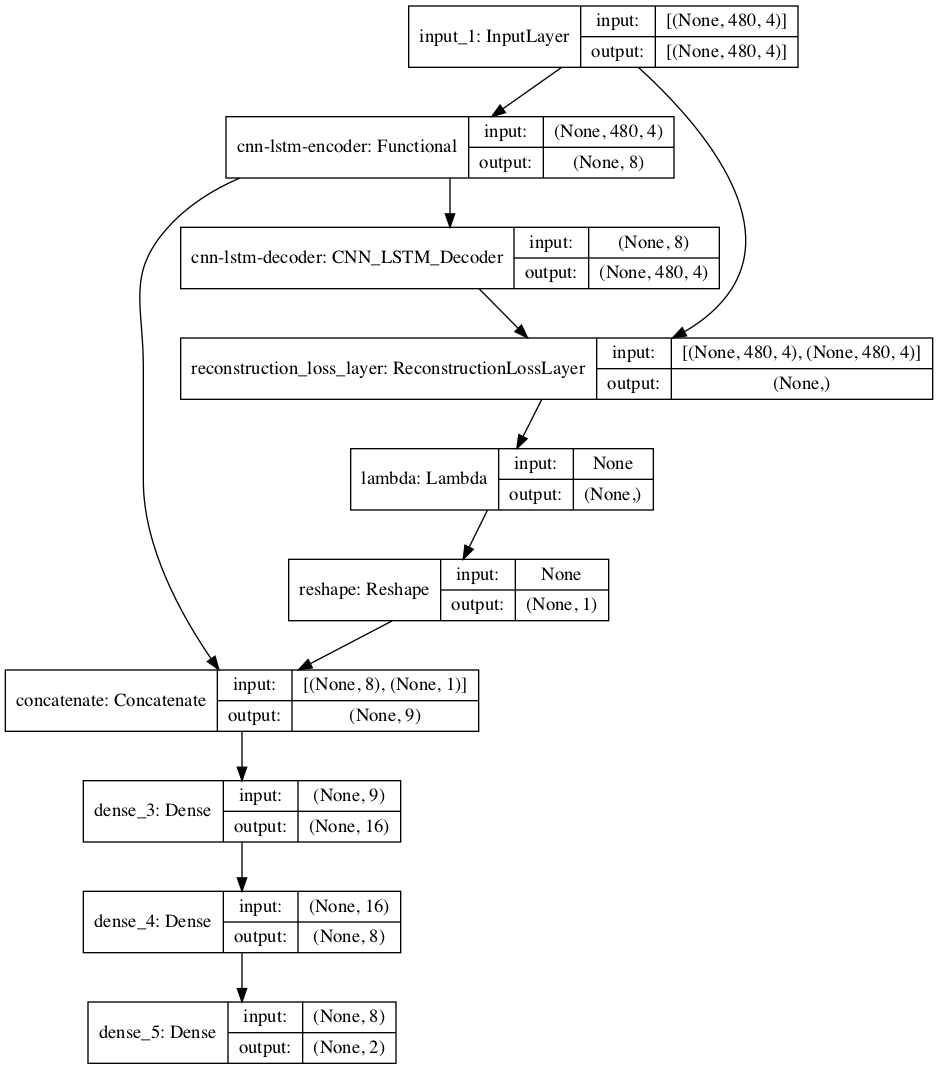 input_1: InputLayer
input:
[(None, 480, 4)]
output:
[(None, 480, 4)]
cnn-lstm-encoder: Functional
input:
(None, 480, 4)
output:
(None, 8)
cnn-lstm-decoder: CNN_LSTM_Decoder
input:
(None, 8)
output:
(None, 480, 4)
reconstruction_loss_layer: ReconstructionLossLayer
input:
[(None, 480, 4), (None, 480, 4)]
output:
(None,)
lambda: Lambda
input:
None
output:
(None,)
reshape: Reshape
input:
None
output:
(None, 1)
concatenate: Concatenate
input:
[(None, 8), (None, 1)]
output:
(None, 9)
dense_3: Dense
input:
(None, 9)
output:
(None, 16)
dense_4: Dense
input:
(None, 16)
output:
(None, 8)
dense_5: Dense
input:
(None, 8)
output:
(None, 2)